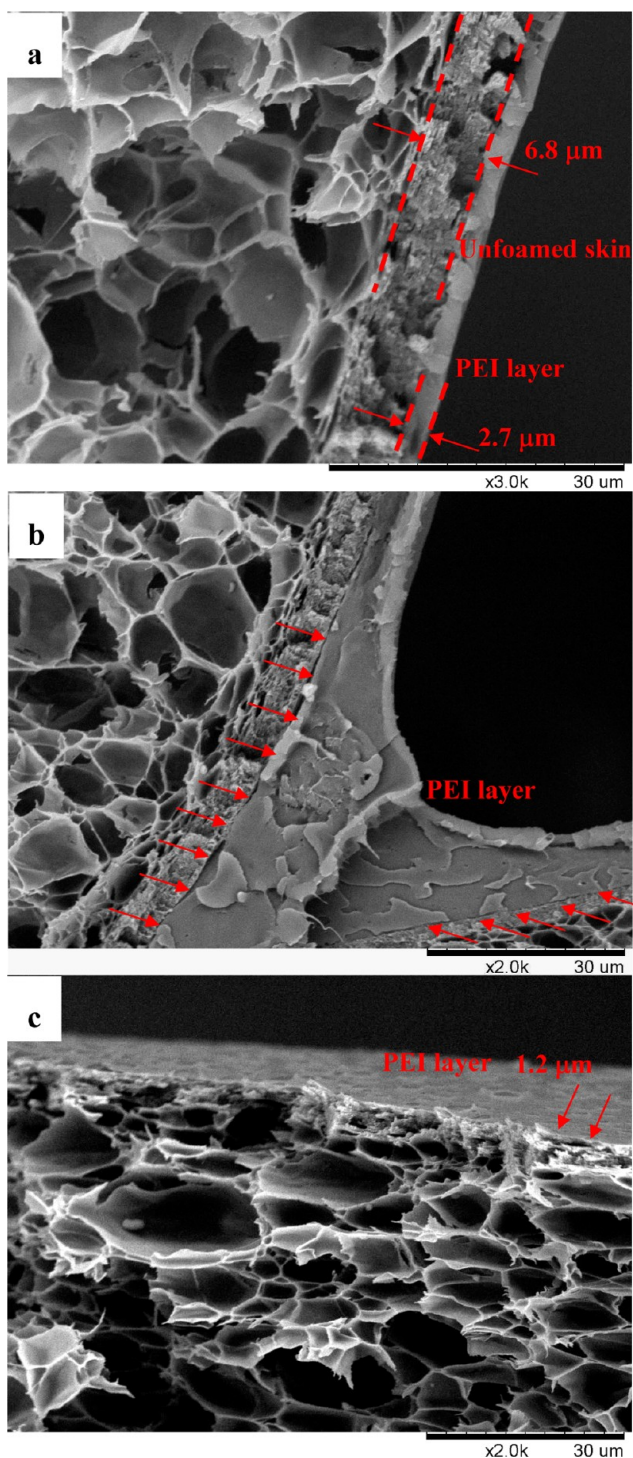 a
6.8 μm
Unfoamed skin
PEI layer
2.7 μm
x3.0k 30 um
b
PEI layer
x2.0k 30 um
c
PEI layer 1.2 μm
x2.0k 30 um